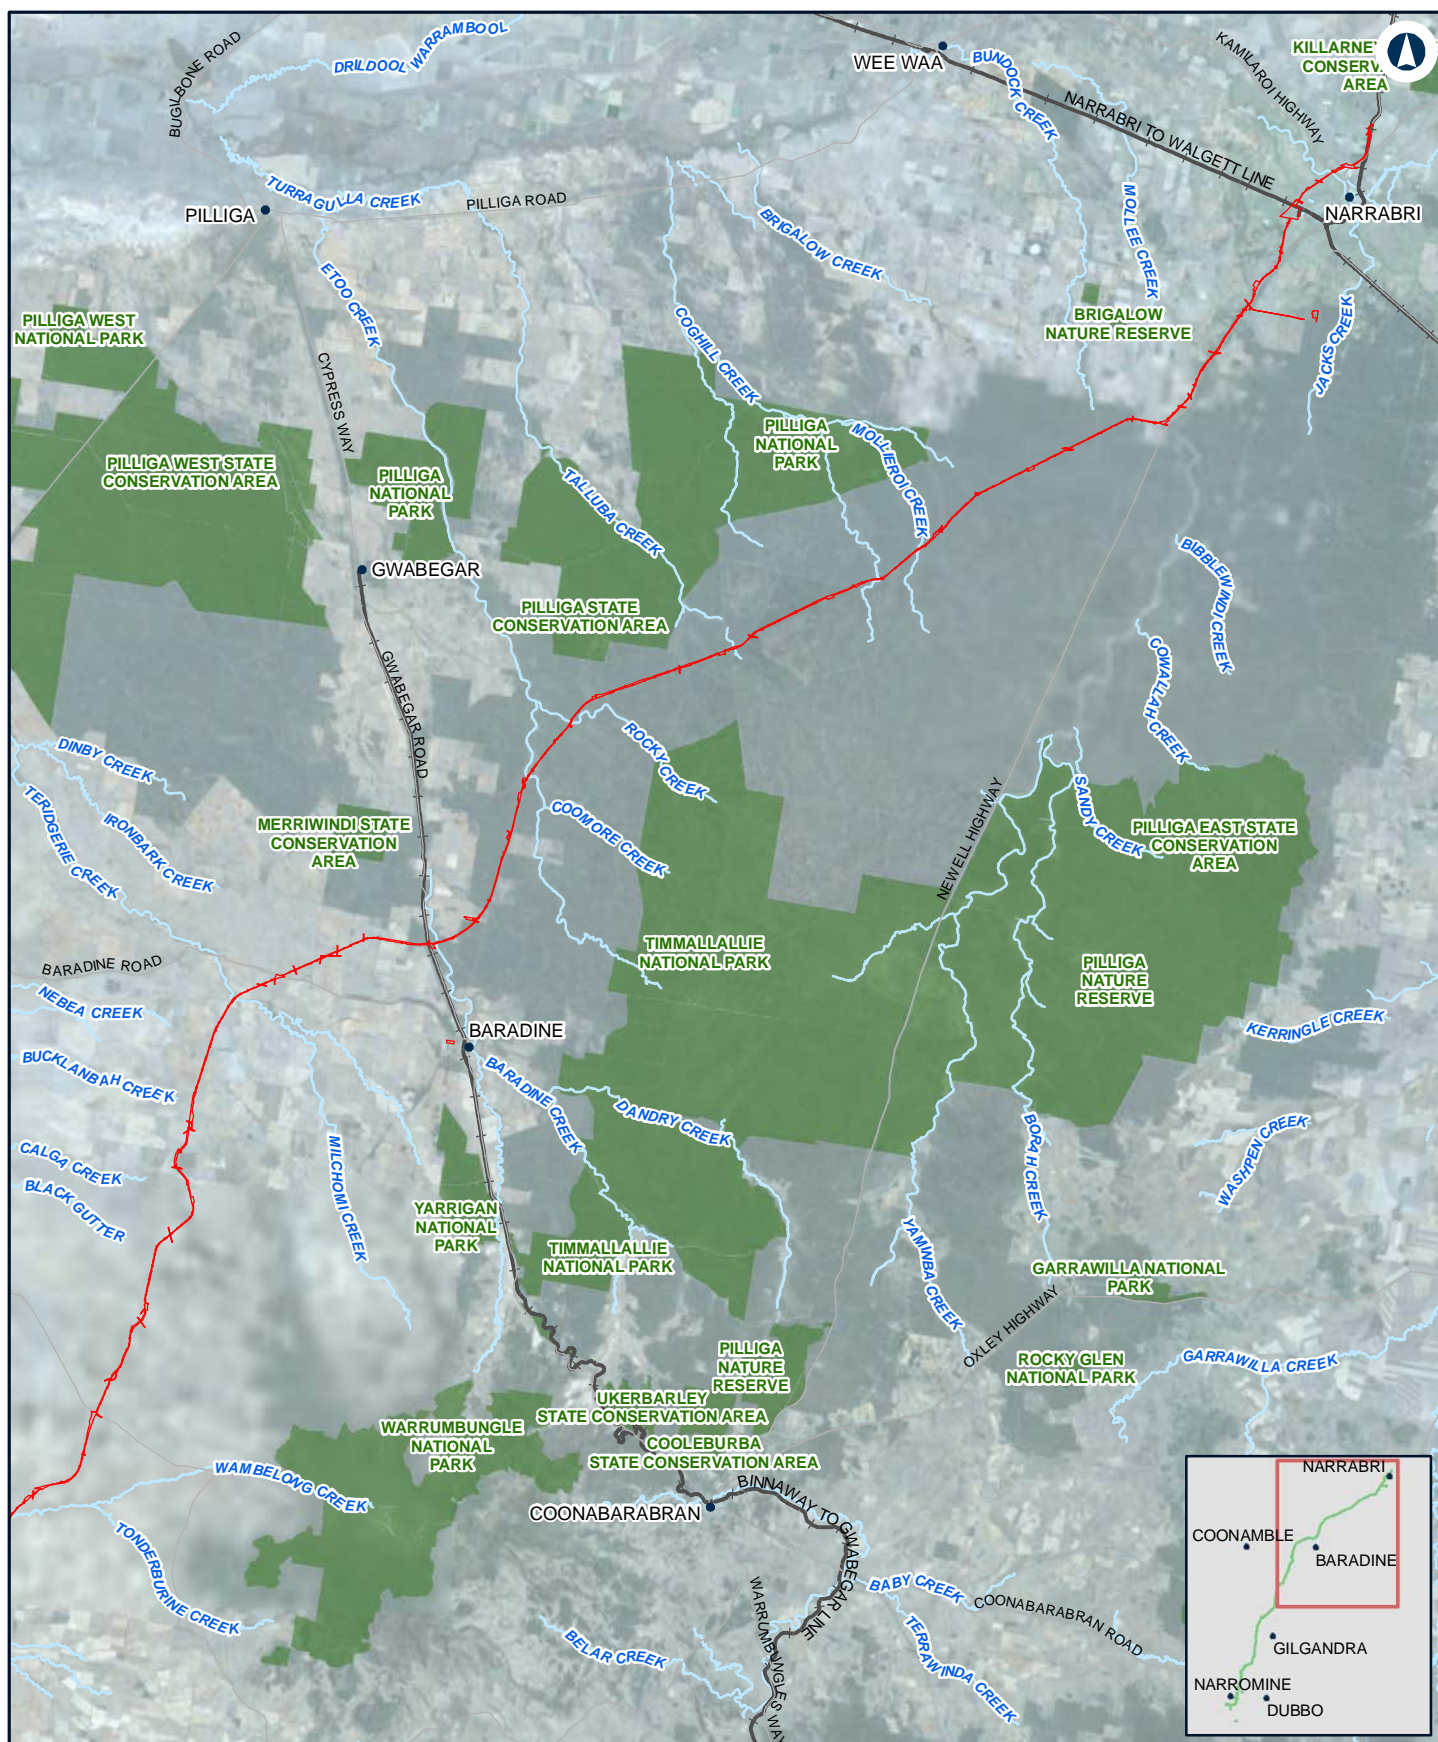 BUGILBONE ROAD
DRILDOOL WARRAMBOOL
WEE WAA
BUNDOCK CREEK
KAMILAROI HIGHWAY
KILLARNE
CONSERV
AREA
NARRABRI TO WALGETT LINE
MOLLEE CREEK
NARRABRI
TURRAGULLA CREEK
PILLIGA
PILLIGA ROAD
BRIGALOW CREEK
ETOO CREEK
PILLIGA WEST
NATIONAL PARK
CYPRESS WAY
COGHILL CREEK
BRIGALOW
NATURE RESERVE
JACKS CREEK
PILLIGA WEST STATE
CONSERVATION AREA
PILLIGA
NATIONAL
PARK
PILLIGA
NATIONAL
PARK
MOLLIEROI CREEK
TALLUBA CREEK
GWABEGAR
BIBBLEWINDI CREEK
PILLIGA STATE
CONSERVATION AREA
COWALLAH CREEK
GWABEGAR ROAD
DINBY CREEK
ROCKY CREEK
TERIDGERIE CREEK
IRONBARK CREEK
MERRIWINDI STATE
CONSERVATION
AREA
COOMORE CREEK
NEWELL HIGHWAY
SANDY CREEK
PILLIGA EAST STATE
CONSERVATION
AREA
BARADINE ROAD
TIMMALLALLIE
NATIONAL PARK
PILLIGA
NATURE
RESERVE
NEBEA CREEK
KERRINGLE CREEK
BARADINE
BUCKLANBAH CREEK
BARADINE CREEK
DANDRY CREEK
MILCHOMI CREEK
BORAH CREEK
WASHPEN CREEK
CALGA CREEK
BLACK GUTTER
YARRIGAN
NATIONAL
PARK
TIMMALLALLIE
NATIONAL PARK
YAMINBA CREEK
GARRAWILLA NATIONAL
PARK
OXLEY HIGHWAY
PILLIGA
NATURE
RESERVE
ROCKY GLEN
NATIONAL PARK
GARRAWILLA CREEK
UKERBARLEY
STATE CONSERVATION AREA
WARRUMBUNGLE
NATIONAL
PARK
COOLEBURBA
STATE CONSERVATION AREA
WAMBELONG CREEK
COONABARABRAN
BINNAWAY TO GWABEGAR LINE
TONDERBURINE CREEK
BABY CREEK
COONABARABRAN ROAD
WARRUMBUNGLES WAY
BELAR CREEK
TERRAWINDA CREEK
NARRABRI
COONAMBLE
BARADINE
GILGANDRA
NARROMINE
DUBBO